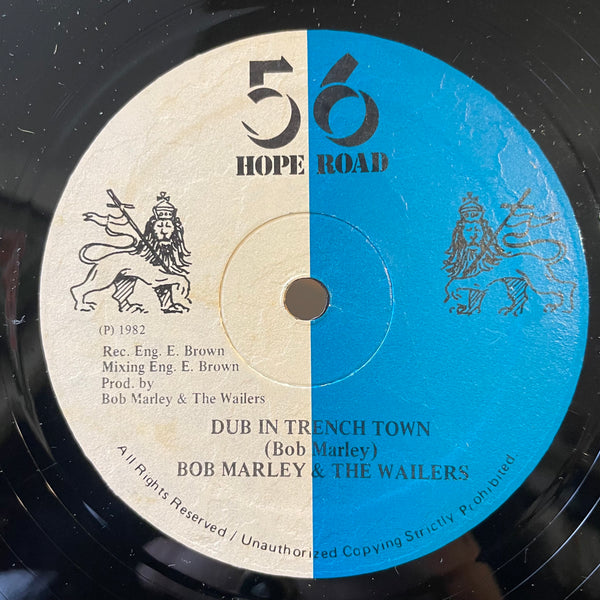 56
HOPE ROAD
(P) 1982
Rec. Eng. E. Brown
Mixing Eng. E. Brown
Prod. by
Bob Marley & The Wailers
DUB IN TRENCH TOWN
(Bob Marley)
BOB MARLEY & THE WAILERS
All Rights Reserved / Unauthorized Copying Strictly Prohibited.